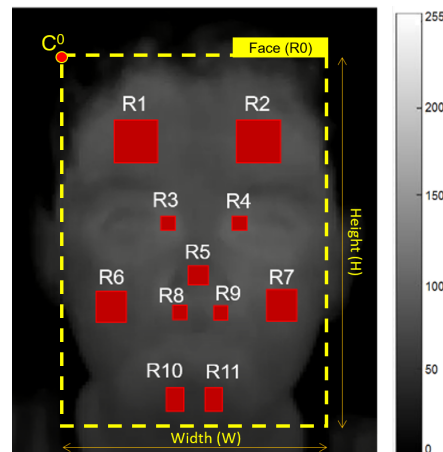 C⁰
Face (R0)
255
R1 R2
200
R3 R4
150
R5
Height (H)
R6 R7
100
R8 R9
50
R10 R11
Width (W)
0